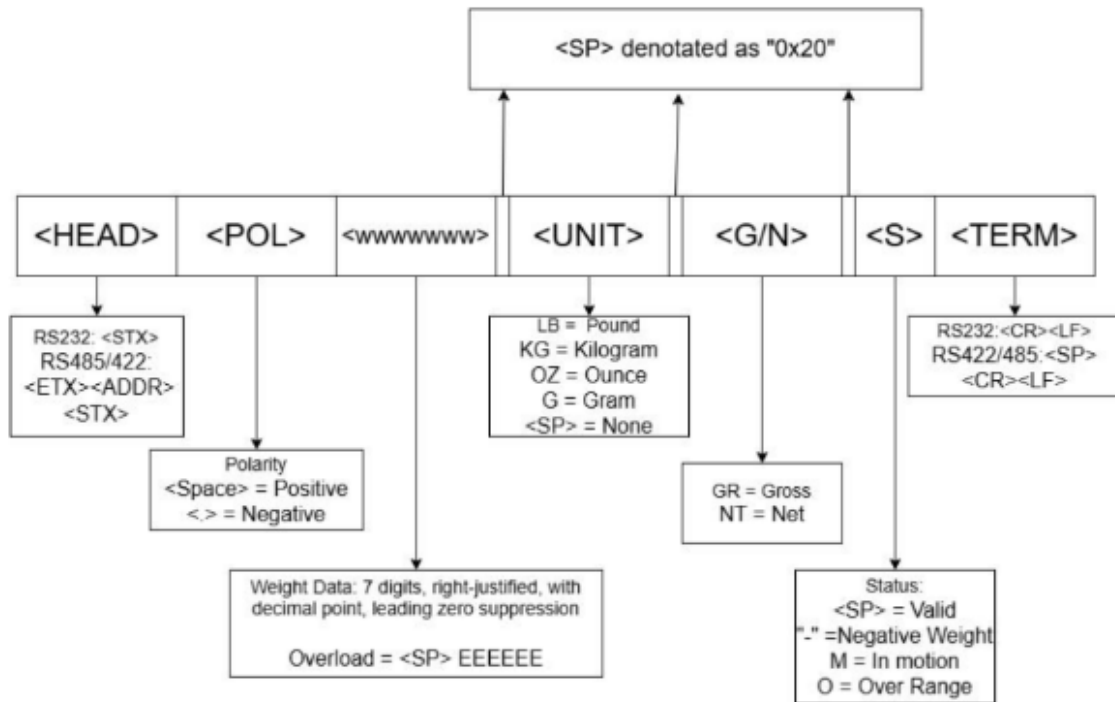 <SP> denotated as "0x20"
<HEAD> <POL> <wwwwwww> <UNIT> <G/N> <S> <TERM>
RS232: <STX>
RS485/422:
<ETX><ADDR>
<STX>
Polarity
<Space> = Positive
<.> = Negative
Weight Data: 7 digits, right-justified, with
decimal point, leading zero suppression
Overload = <SP> EEEEEE
LB = Pound
KG = Kilogram
OZ = Ounce
G = Gram
<SP> = None
GR = Gross
NT = Net
Status:
<SP> = Valid
"-" =Negative Weight
M = In motion
O = Over Range
RS232:<CR><LF>
RS422/485:<SP>
<CR><LF>